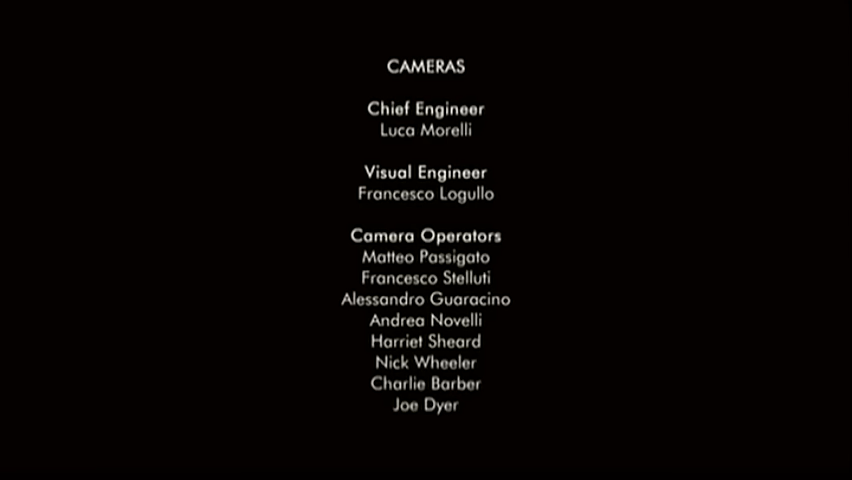 CAMERAS
Chief Engineer
Luca Morelli
Visual Engineer
Francesco Logullo
Camera Operators
Matteo Passigato
Francesco Stelluti
Alessandro Guaracino
Andrea Novelli
Harriet Sheard
Nick Wheeler
Charlie Barber
Joe Dyer